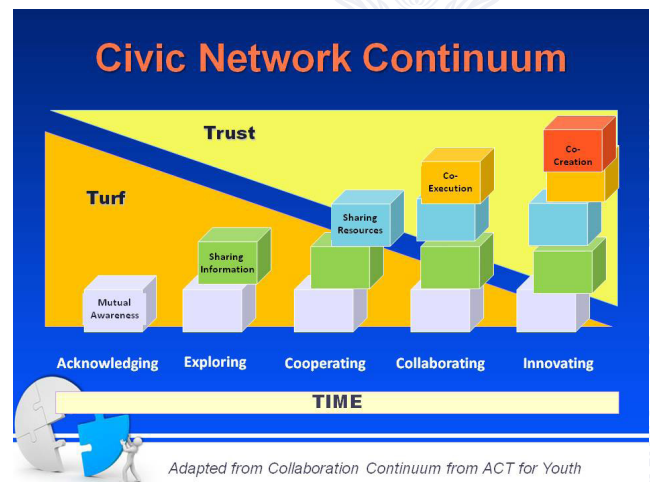 Civic Network Continuum
Trust
Turf
Mutual
Awareness
Sharing
Information
Sharing
Resources
Co-
Execution
Co-
Creation
Acknowledging
Exploring
Cooperating
Collaborating
Innovating
TIME
Adapted from Collaboration Continuum from ACT for Youth